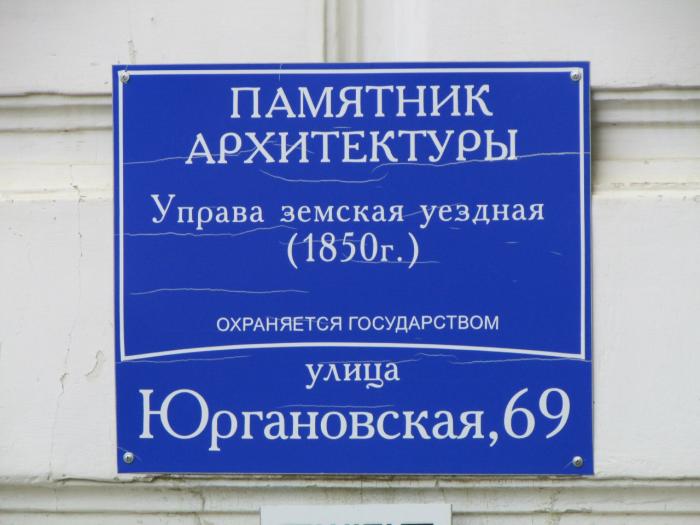 ПАМЯТНИК
АРХИТЕКТУРЫ
Управа земская уездная
(1850г.)
ОХРАНЯЕТСЯ ГОСУДАРСТВОМ
улица
Юргановская, 69